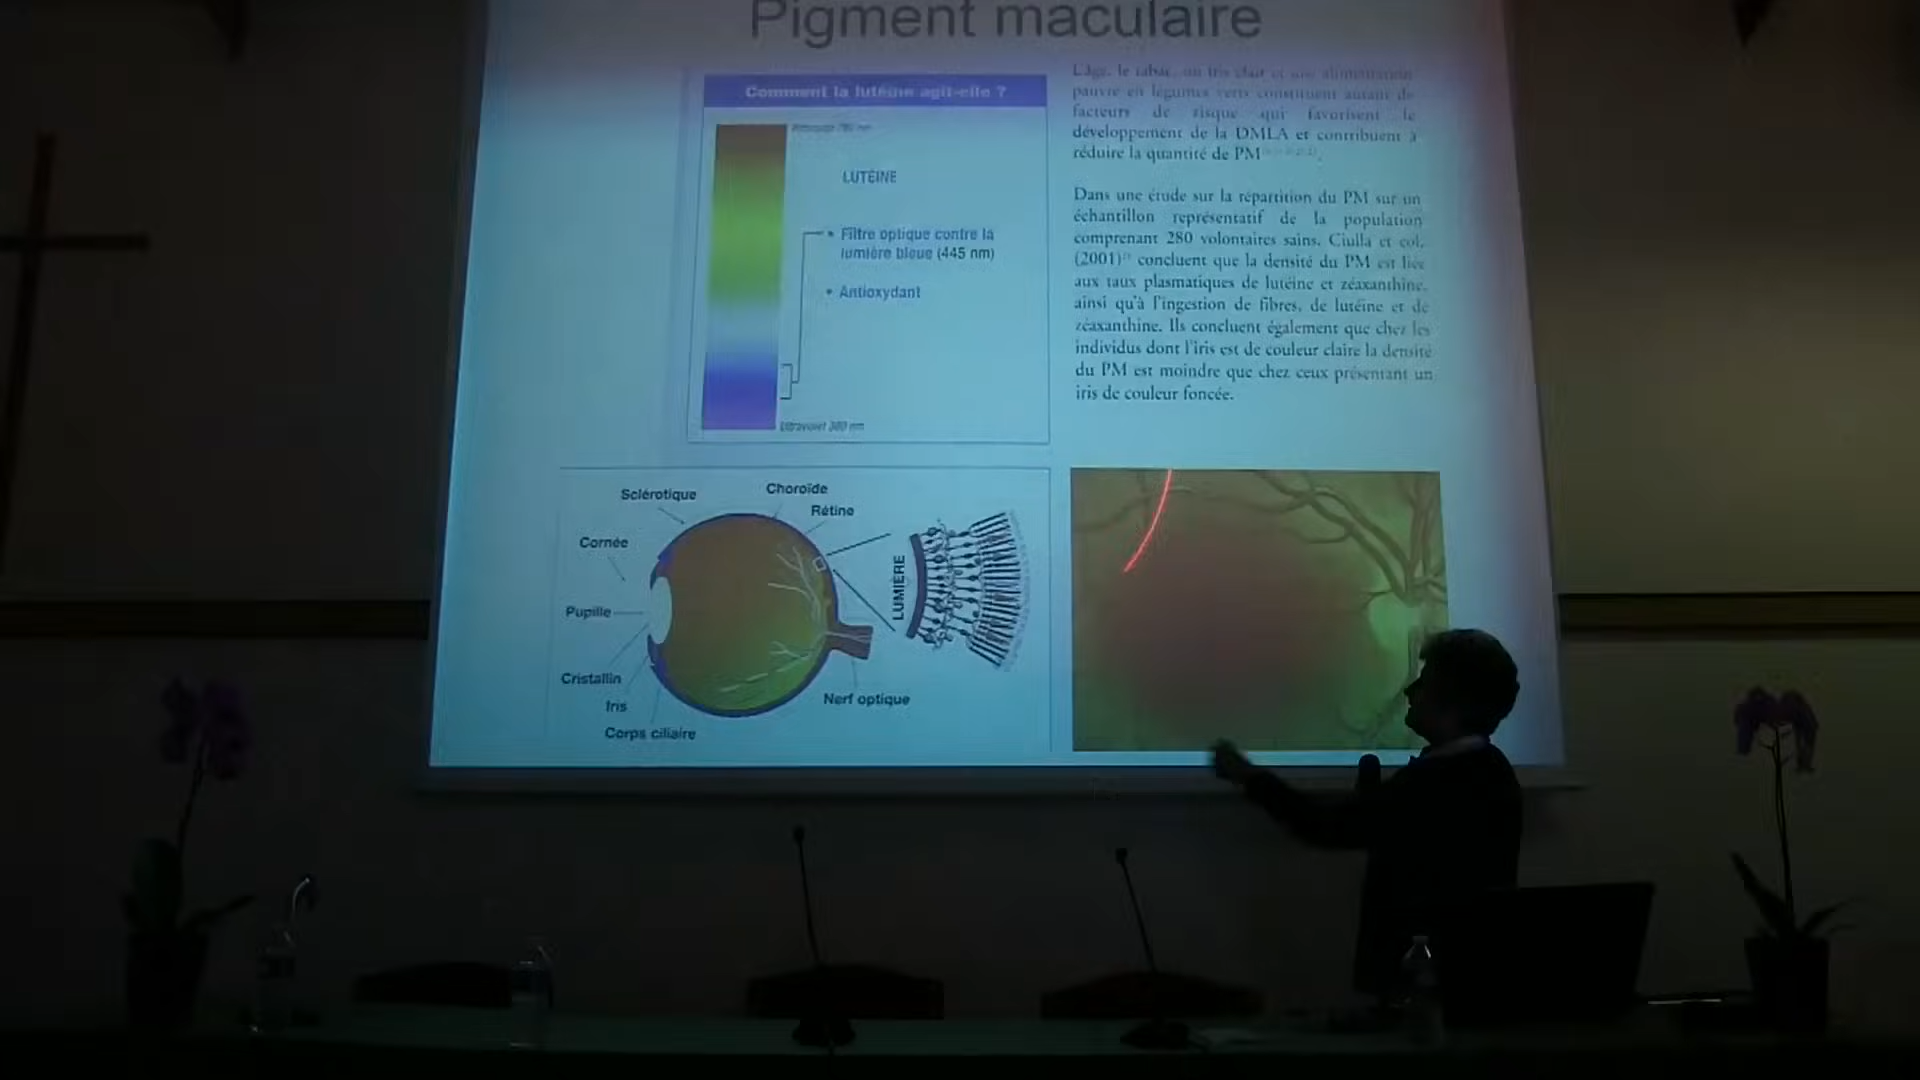 Pigment maculaire
Comment la lutéine agit-elle ?
LUTÉINE
• Filtre optique contre la
lumière bleue (445 nm)
• Antioxydant
Ultraviolet 380 nm
L'âge, le tabac, un iris clair et une alimentation
pauvre en légumes verts constituent autant de
facteurs de risque qui favorisent le
développement de la DMLA et contribuent à
réduire la quantité de PM
Dans une étude sur la répartition du PM sur un
échantillon représentatif de la population
comprenant 280 volontaires sains, Ciulla et col.
(2001) concluent que la densité du PM est liée
aux taux plasmatiques de lutéine et zéaxanthine,
ainsi qu'à l'ingestion de fibres, de lutéine et de
zéaxanthine. Ils concluent également que chez les
individus dont l'iris est de couleur claire la densité
du PM est moindre que chez ceux présentant un
iris de couleur foncée.
Sclérotique
Choroïde
Rétine
Cornée
LUMIÈRE
Pupille
Cristallin
Iris
Corps ciliaire
Nerf optique